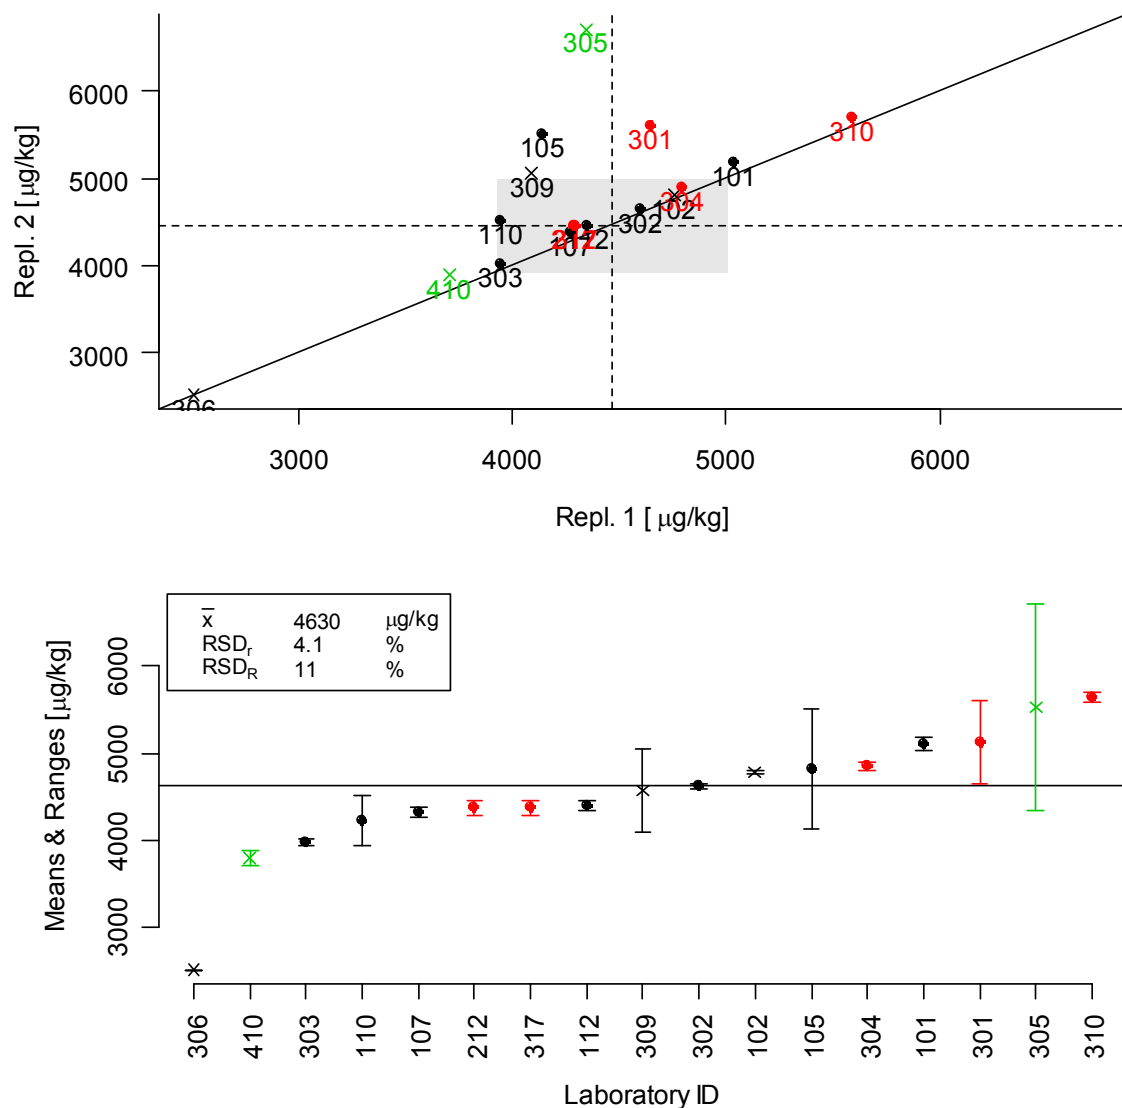 Repl. 2 [ μg/kg]
6000
5000
4000
3000
305
105
301
310
309
101
304
102
302
110
112
107
317
303
410
306
3000 4000 5000 6000
Repl. 1 [ μg/kg]
Means & Ranges [μg/kg]
6000
5000
4000
3000
x̅ 4630 μg/kg
RSDr 4.1 %
RSDR 11 %
306 410 303 110 107 212 317 112 309 302 102 105 304 101 301 305 310
Laboratory ID